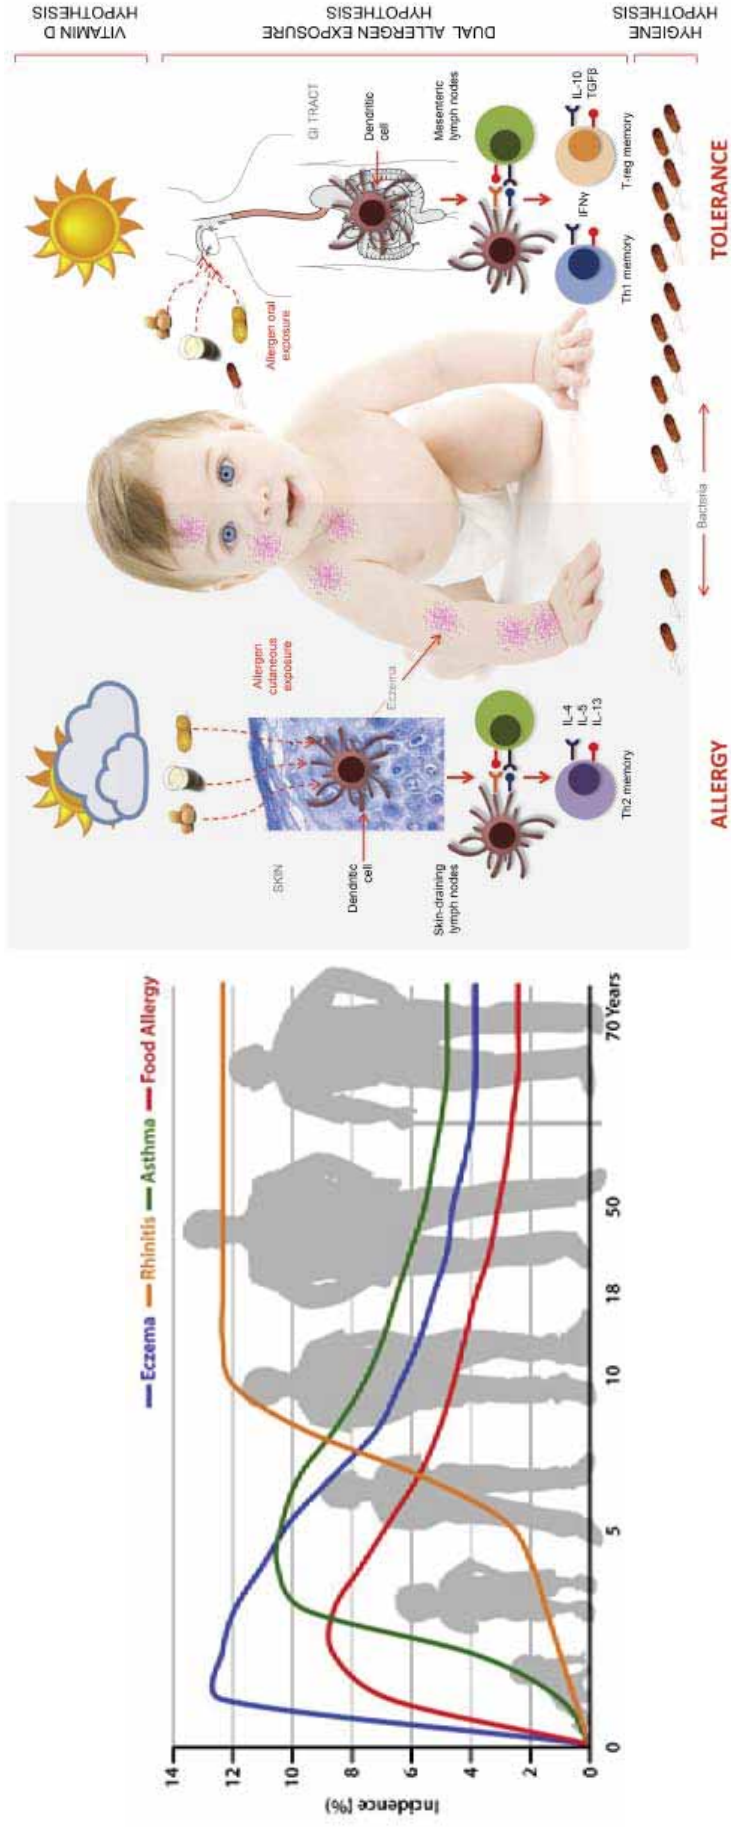 Eczema Rhinitis Asthma Food Allergy
Incidence [%]
14
12
10
8
6
4
2
0
0
5
10
18
50
70 Years
VITAMIN D
HYPOTHESIS
DUAL ALLERGEN EXPOSURE
HYPOTHESIS
HYGIENE
HYPOTHESIS
SKIN
Allergen
cutaneous
exposure
Dendritic
cell
Eczema
Skin-draining
lymph nodes
IL-4
IL-5
IL-13
Th2 memory
Allergen oral
exposure
GI TRACT
Dendritic
cell
Mesenteric
lymph nodes
IFNγ
IL-10
TGFβ
Th1 memory
T-reg memory
Bacteria
ALLERGY
TOLERANCE